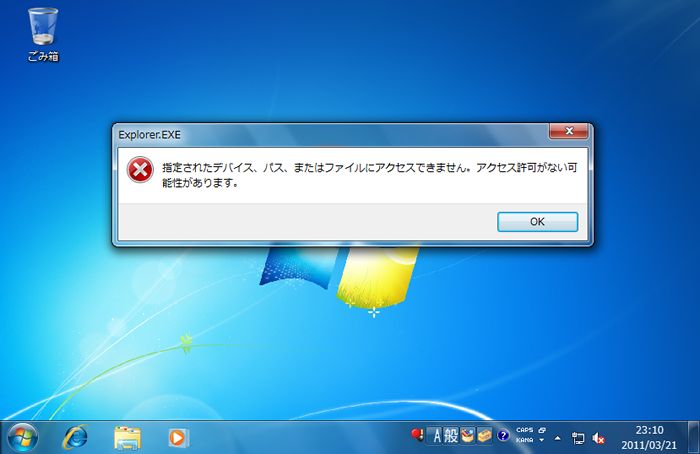 ごみ箱
Explorer.EXE
指定されたデバイス、パス、またはファイルにアクセスできません。アクセス許可がない可
能性があります。
OK
A 般
CAPS
KANA
23:10
2011/03/21